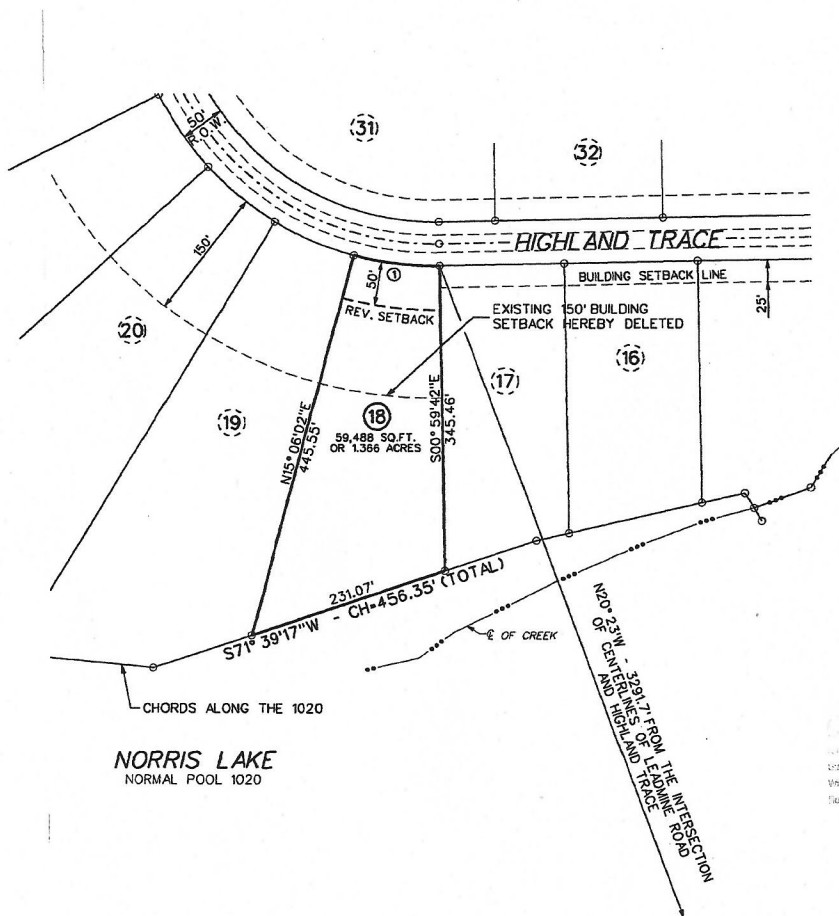 50'
R.O.W.
31
32
HIGHLAND TRACE
150'
50'
1
BUILDING SETBACK LINE
25'
REV. SETBACK
EXISTING 150' BUILDING
SETBACK HEREBY DELETED
20
19
18
59,488 SQ.FT.
OR 1.366 ACRES
17
16
N15° 06'02"E
445.55'
S00° 59'42"E
345.46'
231.07'
S71° 39'17"W - CH=456.35' (TOTAL)
℄ OF CREEK
CHORDS ALONG THE 1020
NORRIS LAKE
NORMAL POOL 1020
N20° 23'W - 3291.7' FROM THE INTERSECTION
OF CENTERLINES OF LEADMINE ROAD
AND HIGHLAND TRACE